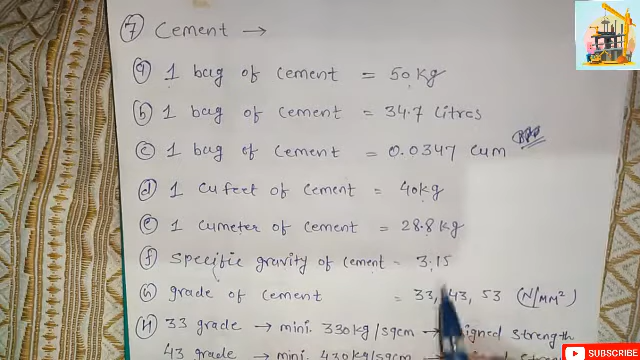 7 Cement →
a 1 bag of cement = 50 kg
b 1 bag of cement = 34.7 Litres
c 1 bag of cement = 0.0347 cum
d 1 cu feet of cement = 40kg
e 1 cumeter of cement = 28.8 kg
f Specific gravity of cement = 3.15
G grade of cement = 33, 43, 53 (N/MM²)
H 33 grade → mini. 330 kg/sqcm → signed strength
43 grade → mini. 430 kg/sqcm
SUBSCRIBE